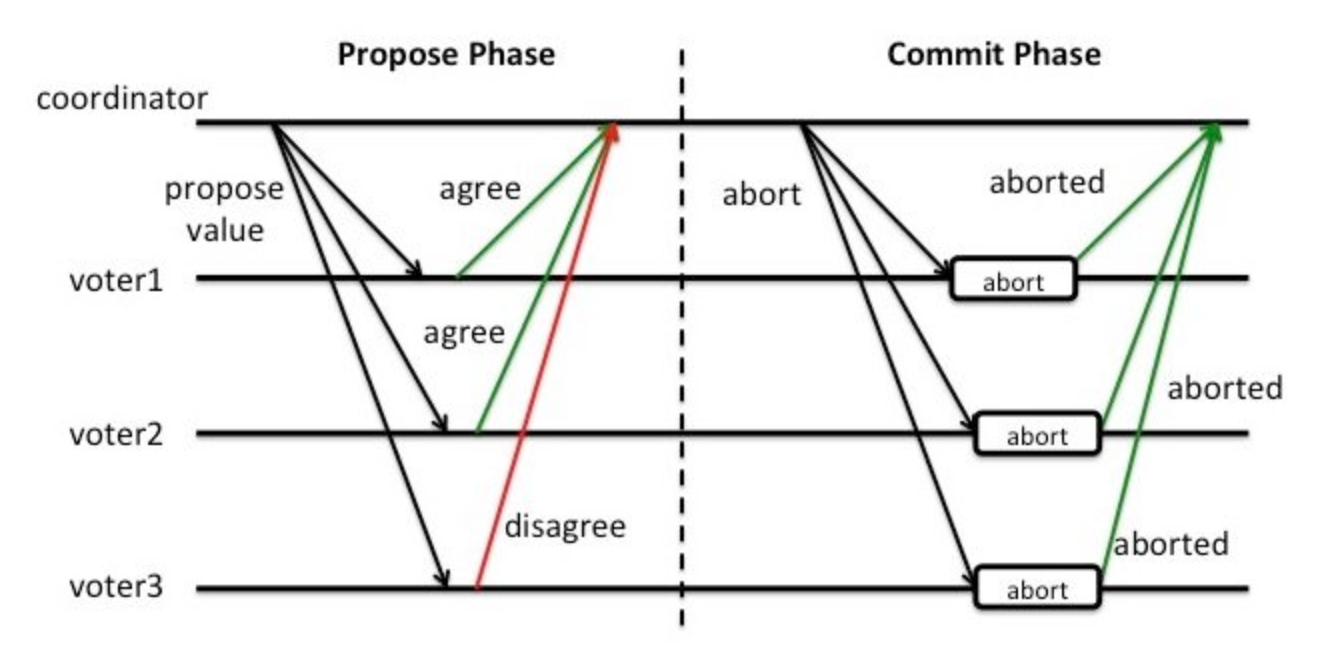 Propose Phase
Commit Phase
coordinator
propose
value
agree
abort
aborted
voter1
abort
agree
aborted
voter2
abort
disagree
aborted
voter3
abort